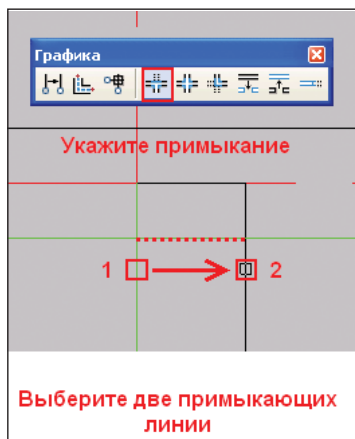 Графика
Укажите примыкание
1
2
Выберите две примыкающих
линии